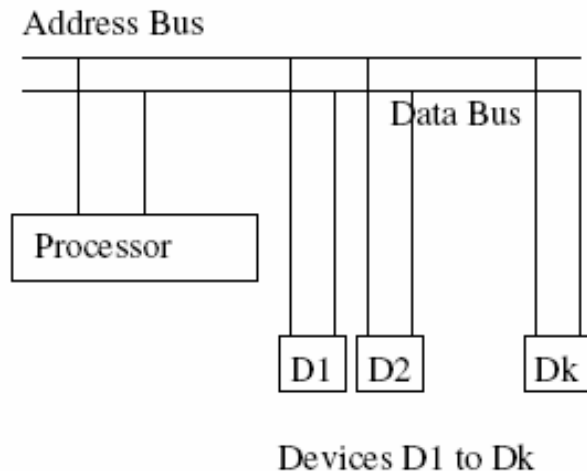 Address Bus
Data Bus
Processor
D1 D2 Dk
Devices D1 to Dk